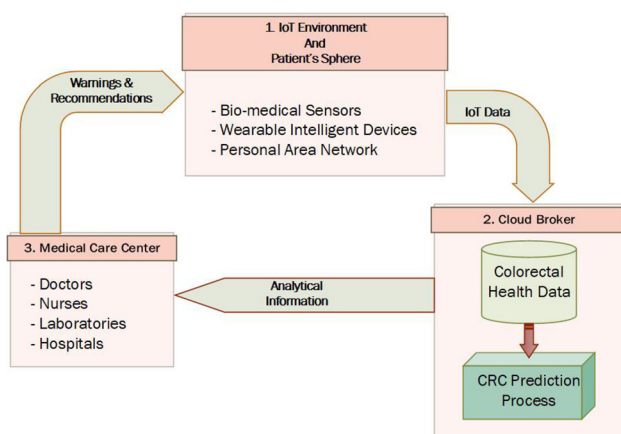 1. IoT Environment
And
Patient's Sphere
- Bio-medical Sensors
- Wearable Intelligent Devices
- Personal Area Network
Warnings &
Recommendations
IoT Data
2. Cloud Broker
Colorectal
Health Data
CRC Prediction
Process
Analytical
Information
3. Medical Care Center
- Doctors
- Nurses
- Laboratories
- Hospitals